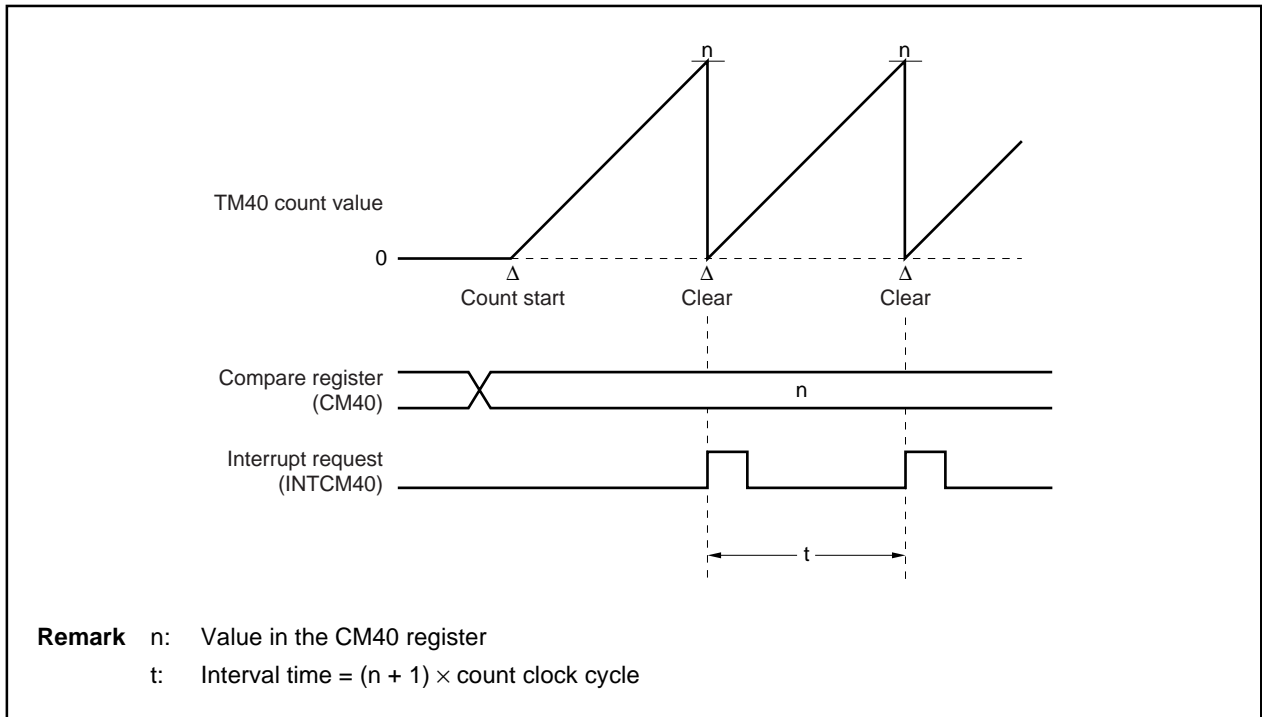 n n
TM40 count value
0
Δ Δ Δ
Count start Clear Clear
Compare register
(CM40)
n
Interrupt request
(INTCM40)
t
Remark n: Value in the CM40 register
t: Interval time = (n + 1) × count clock cycle